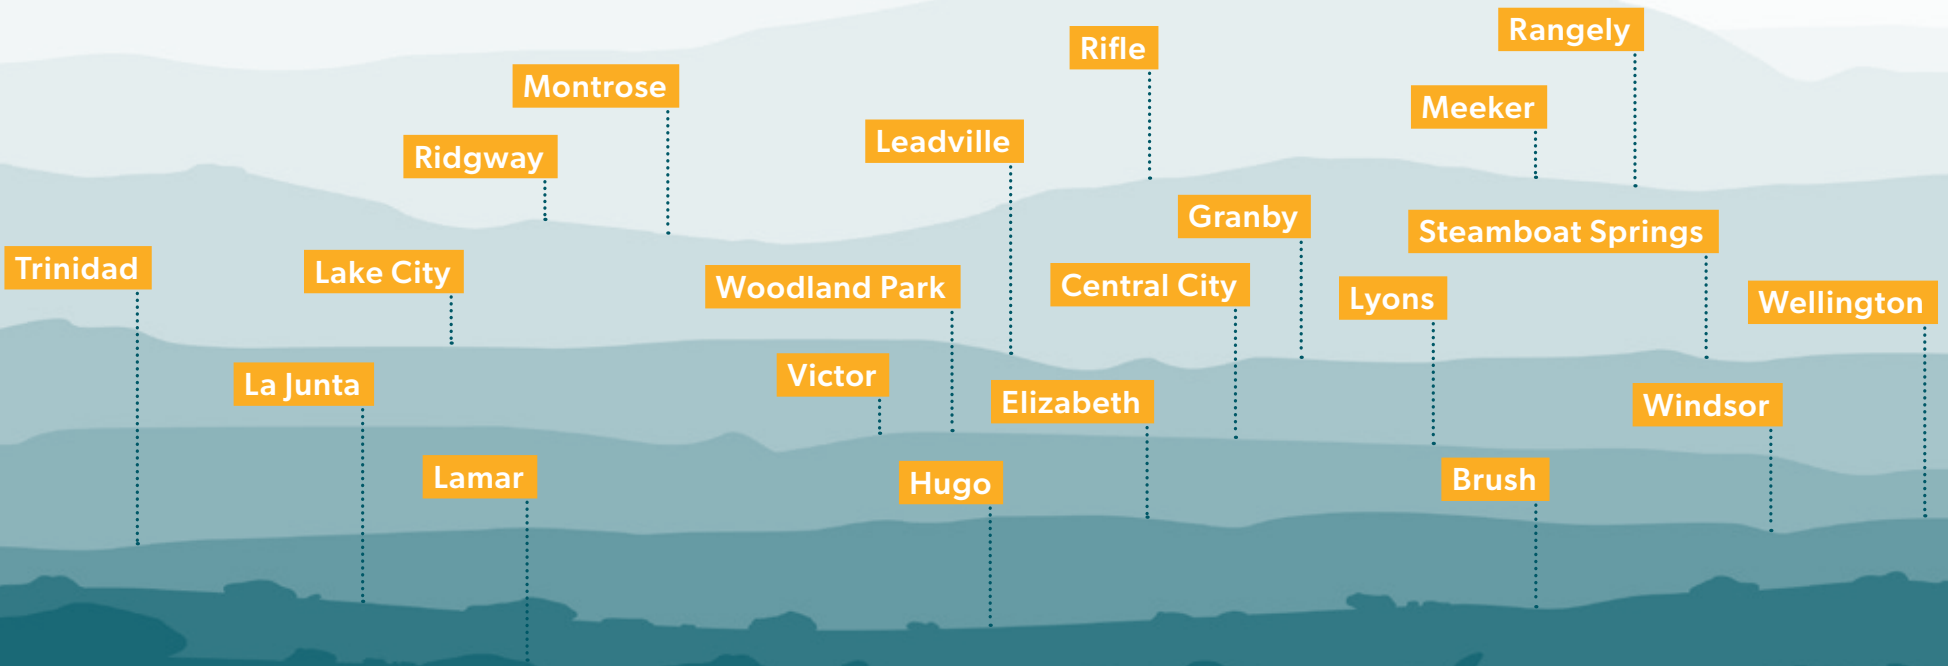 Rangely
Rifle
Montrose
Meeker
Leadville
Ridgway
Granby
Steamboat Springs
Trinidad
Lake City
Woodland Park
Central City
Lyons
Wellington
La Junta
Victor
Elizabeth
Windsor
Lamar
Hugo
Brush